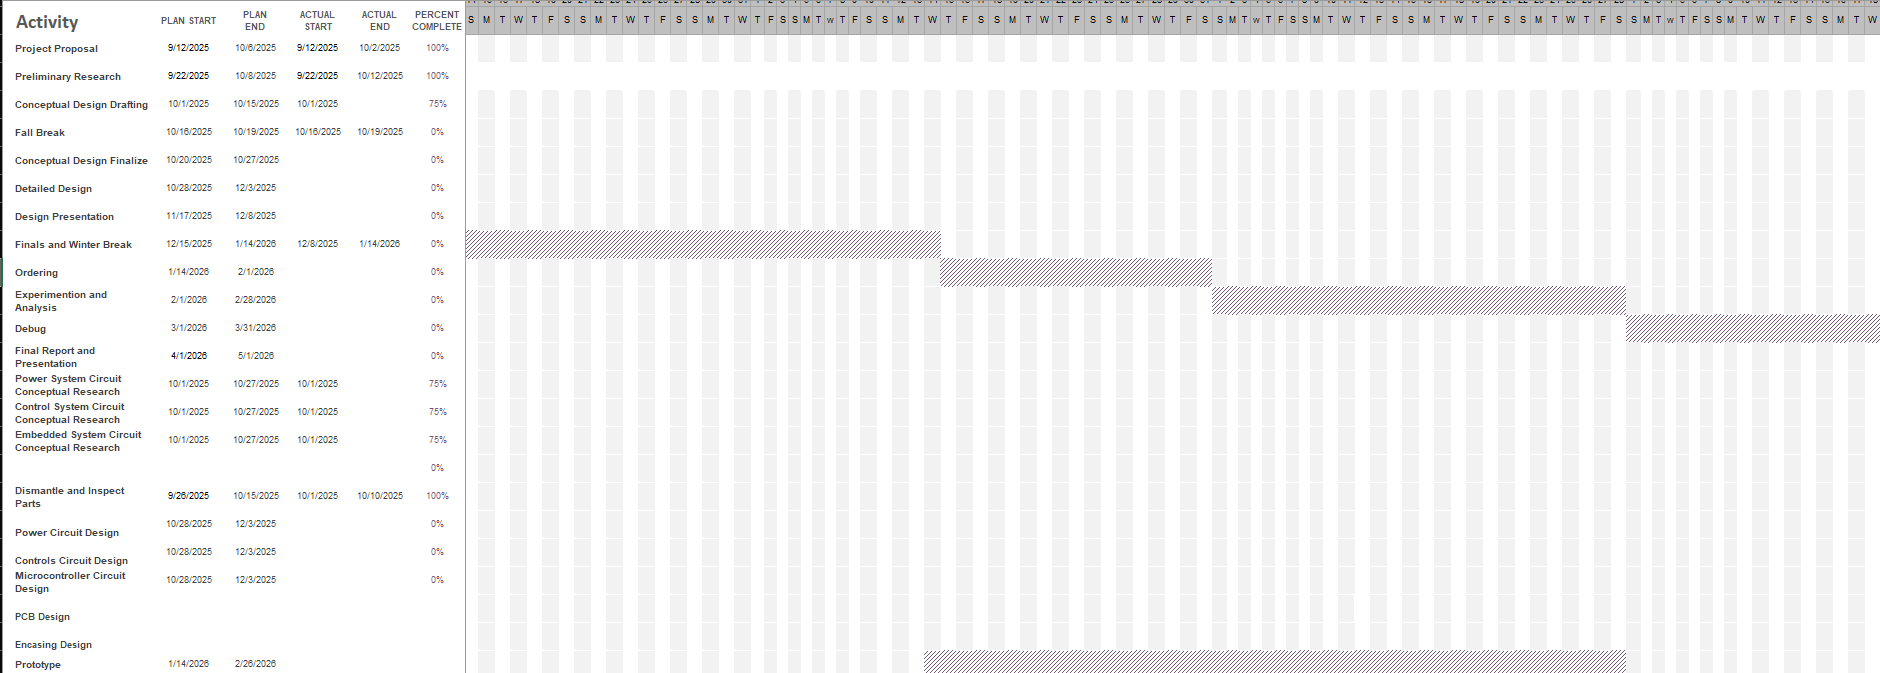 Activity PLAN START PLAN END ACTUAL START ACTUAL END PERCENT COMPLETE S M T W T F S S M T W T F S S M T W T F S S M T W T F S S M T W T F S S M T W T F S S M T W T F S S M T W T F S S M T W T F S S M T W T F S S M T W T F S S M T W T F S S M T W T F S S M T W
Project Proposal 9/12/2025 10/6/2025 9/12/2025 10/2/2025 100%
Preliminary Research 9/22/2025 10/8/2025 9/22/2025 10/12/2025 100%
Conceptual Design Drafting 10/1/2025 10/15/2025 10/1/2025 75%
Fall Break 10/16/2025 10/19/2025 10/16/2025 10/19/2025 0%
Conceptual Design Finalize 10/20/2025 10/27/2025 0%
Detailed Design 10/28/2025 12/3/2025 0%
Design Presentation 11/17/2025 12/8/2025 0%
Finals and Winter Break 12/15/2025 1/14/2026 12/8/2025 1/14/2026 0%
Ordering 1/14/2026 2/1/2026 0%
Experimention and Analysis 2/1/2026 2/28/2026 0%
Debug 3/1/2026 3/31/2026 0%
Final Report and Presentation 4/1/2026 5/1/2026 0%
Power System Circuit Conceptual Research 10/1/2025 10/27/2025 10/1/2025 75%
Control System Circuit Conceptual Research 10/1/2025 10/27/2025 10/1/2025 75%
Embedded System Circuit Conceptual Research 10/1/2025 10/27/2025 10/1/2025 75%
0%
Dismantle and Inspect Parts 9/26/2025 10/15/2025 10/1/2025 10/10/2025 100%
Power Circuit Design 10/28/2025 12/3/2025 0%
Controls Circuit Design 10/28/2025 12/3/2025 0%
Microcontroller Circuit Design 10/28/2025 12/3/2025 0%
PCB Design
Encasing Design
Prototype 1/14/2026 2/26/2026